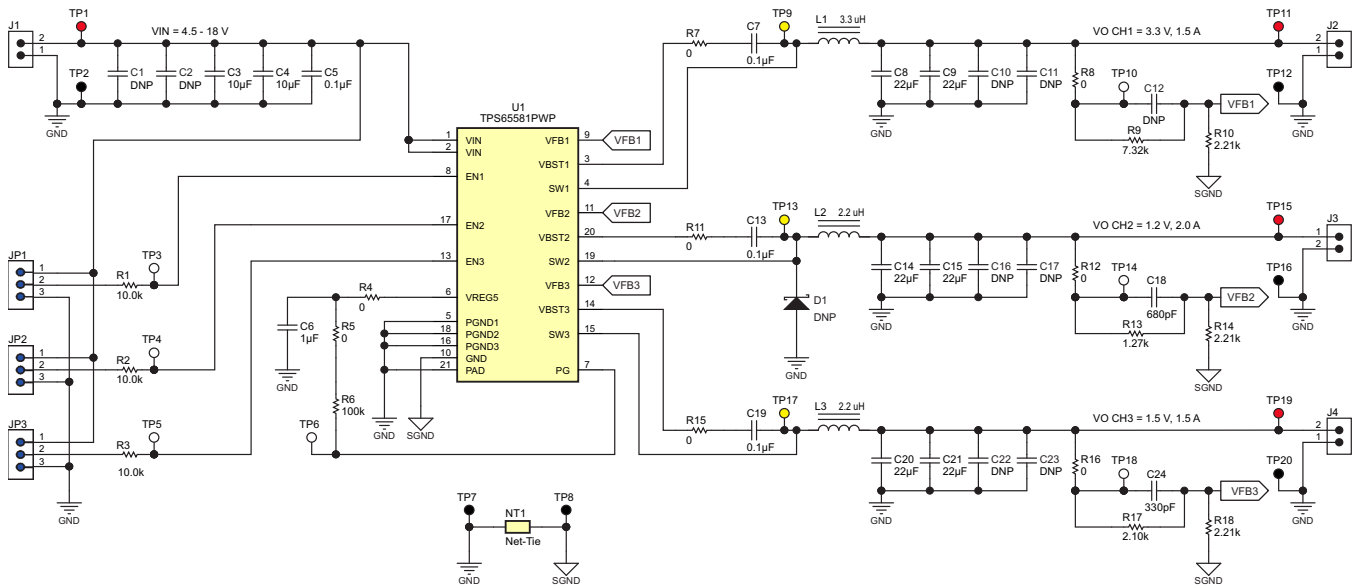 J1
2
1
TP1
VIN = 4.5 - 18 V
TP2
C1
DNP
C2
DNP
C3
10µF
C4
10µF
C5
0.1µF
GND
U1
TPS65581PWP
1
2
8
17
13
6
5
18
16
10
21
VIN
VIN
EN1
EN2
EN3
VREG5
PGND1
PGND2
PGND3
GND
PAD
VFB1
VBST1
SW1
VFB2
VBST2
SW2
VFB3
VBST3
SW3
PG
9
3
4
11
20
19
12
14
15
7
VFB1
VFB2
VFB3
JP1
1
2
3
R1
10.0k
TP3
JP2
1
2
3
R2
10.0k
TP4
JP3
1
2
3
R3
10.0k
TP5
GND
C6
1µF
GND
R4
0
R5
0
R6
100k
TP6
GND
SGND
TP7
NT1
Net-Tie
TP8
GND
SGND
R7
0
C7
0.1µF
TP9
L1
3.3 uH
C8
22µF
C9
22µF
C10
DNP
C11
DNP
GND
VO CH1 = 3.3 V, 1.5 A
R8
0
TP10
C12
DNP
R9
7.32k
VFB1
R10
2.21k
SGND
TP11
TP12
GND
J2
2
1
R11
0
C13
0.1µF
TP13
L2
2.2 uH
D1
DNP
GND
C14
22µF
C15
22µF
C16
DNP
C17
DNP
GND
VO CH2 = 1.2 V, 2.0 A
R12
0
TP14
C18
680pF
R13
1.27k
VFB2
R14
2.21k
SGND
TP15
TP16
GND
J3
1
2
R15
0
C19
0.1µF
TP17
L3
2.2 uH
C20
22µF
C21
22µF
C22
DNP
C23
DNP
GND
VO CH3 = 1.5 V, 1.5 A
R16
0
TP18
C24
330pF
R17
2.10k
VFB3
R18
2.21k
SGND
TP19
TP20
GND
J4
2
1